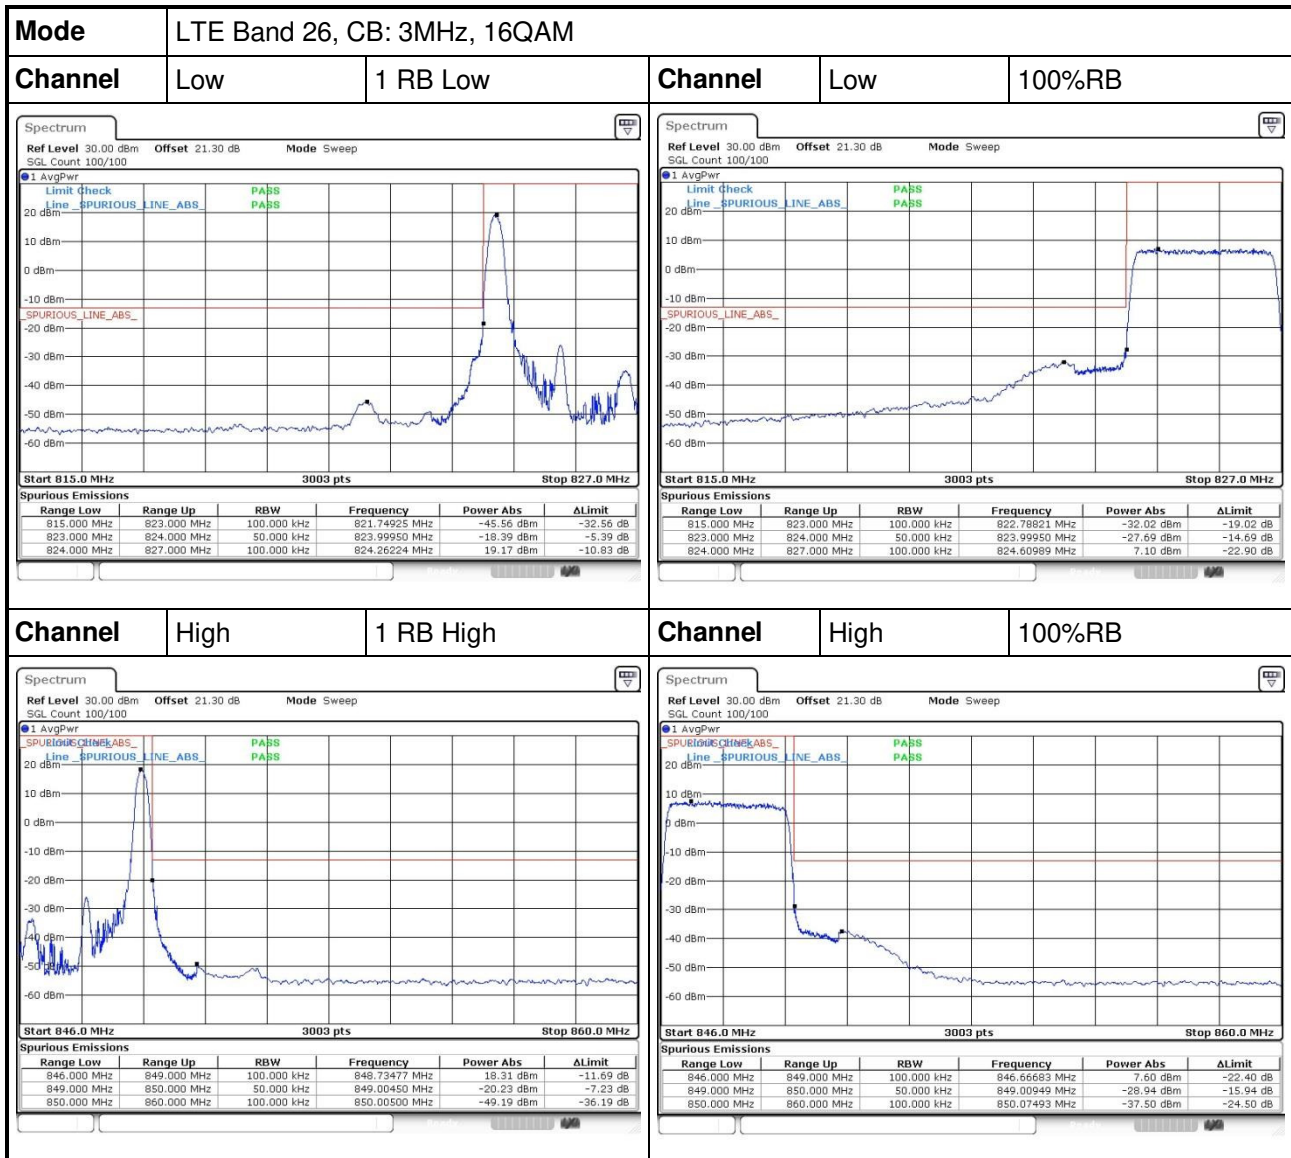 Mode LTE Band 26, CB: 3MHz, 16QAM
Channel Low 1 RB Low Channel Low 100%RB
Spectrum
Ref Level 30.00 dBm Offset 21.30 dB Mode Sweep
SGL Count 100/100
1 AvgPwr
Limit Check PASS
Line _SPURIOUS_LINE_ABS_ PASS
20 dBm
10 dBm
0 dBm
-10 dBm
_SPURIOUS_LINE_ABS_
-20 dBm
-30 dBm
-40 dBm
-50 dBm
-60 dBm
Start 815.0 MHz 3003 pts Stop 827.0 MHz
Spurious Emissions
Range Low Range Up RBW Frequency Power Abs ΔLimit
815.000 MHz 823.000 MHz 100.000 kHz 821.74925 MHz -45.56 dBm -32.56 dB
823.000 MHz 824.000 MHz 50.000 kHz 823.99950 MHz -18.39 dBm -5.39 dB
824.000 MHz 827.000 MHz 100.000 kHz 824.26224 MHz 19.17 dBm -10.83 dB
Spectrum
Ref Level 30.00 dBm Offset 21.30 dB Mode Sweep
SGL Count 100/100
1 AvgPwr
Limit Check PASS
Line _SPURIOUS_LINE_ABS_ PASS
20 dBm
10 dBm
0 dBm
-10 dBm
_SPURIOUS_LINE_ABS_
-20 dBm
-30 dBm
-40 dBm
-50 dBm
-60 dBm
Start 815.0 MHz 3003 pts Stop 827.0 MHz
Spurious Emissions
Range Low Range Up RBW Frequency Power Abs ΔLimit
815.000 MHz 823.000 MHz 100.000 kHz 822.78821 MHz -32.02 dBm -19.02 dB
823.000 MHz 824.000 MHz 50.000 kHz 823.99950 MHz -27.69 dBm -14.69 dB
824.000 MHz 827.000 MHz 100.000 kHz 824.60989 MHz 7.10 dBm -22.90 dB
Channel High 1 RB High Channel High 100%RB
Spectrum
Ref Level 30.00 dBm Offset 21.30 dB Mode Sweep
SGL Count 100/100
1 AvgPwr
Limit Check PASS
Line _SPURIOUS_LINE_ABS_ PASS
20 dBm
10 dBm
0 dBm
-10 dBm
-20 dBm
-30 dBm
-40 dBm
-50 dBm
-60 dBm
Start 846.0 MHz 3003 pts Stop 860.0 MHz
Spurious Emissions
Range Low Range Up RBW Frequency Power Abs ΔLimit
846.000 MHz 849.000 MHz 100.000 kHz 848.73477 MHz 18.31 dBm -11.69 dB
849.000 MHz 850.000 MHz 50.000 kHz 849.00450 MHz -20.23 dBm -7.23 dB
850.000 MHz 860.000 MHz 100.000 kHz 850.00500 MHz -49.19 dBm -36.19 dB
Spectrum
Ref Level 30.00 dBm Offset 21.30 dB Mode Sweep
SGL Count 100/100
1 AvgPwr
Limit Check PASS
Line _SPURIOUS_LINE_ABS_ PASS
20 dBm
10 dBm
0 dBm
-10 dBm
-20 dBm
-30 dBm
-40 dBm
-50 dBm
-60 dBm
Start 846.0 MHz 3003 pts Stop 860.0 MHz
Spurious Emissions
Range Low Range Up RBW Frequency Power Abs ΔLimit
846.000 MHz 849.000 MHz 100.000 kHz 846.66683 MHz 7.60 dBm -22.40 dB
849.000 MHz 850.000 MHz 50.000 kHz 849.00949 MHz -28.94 dBm -15.94 dB
850.000 MHz 860.000 MHz 100.000 kHz 850.07493 MHz -37.50 dBm -24.50 dB